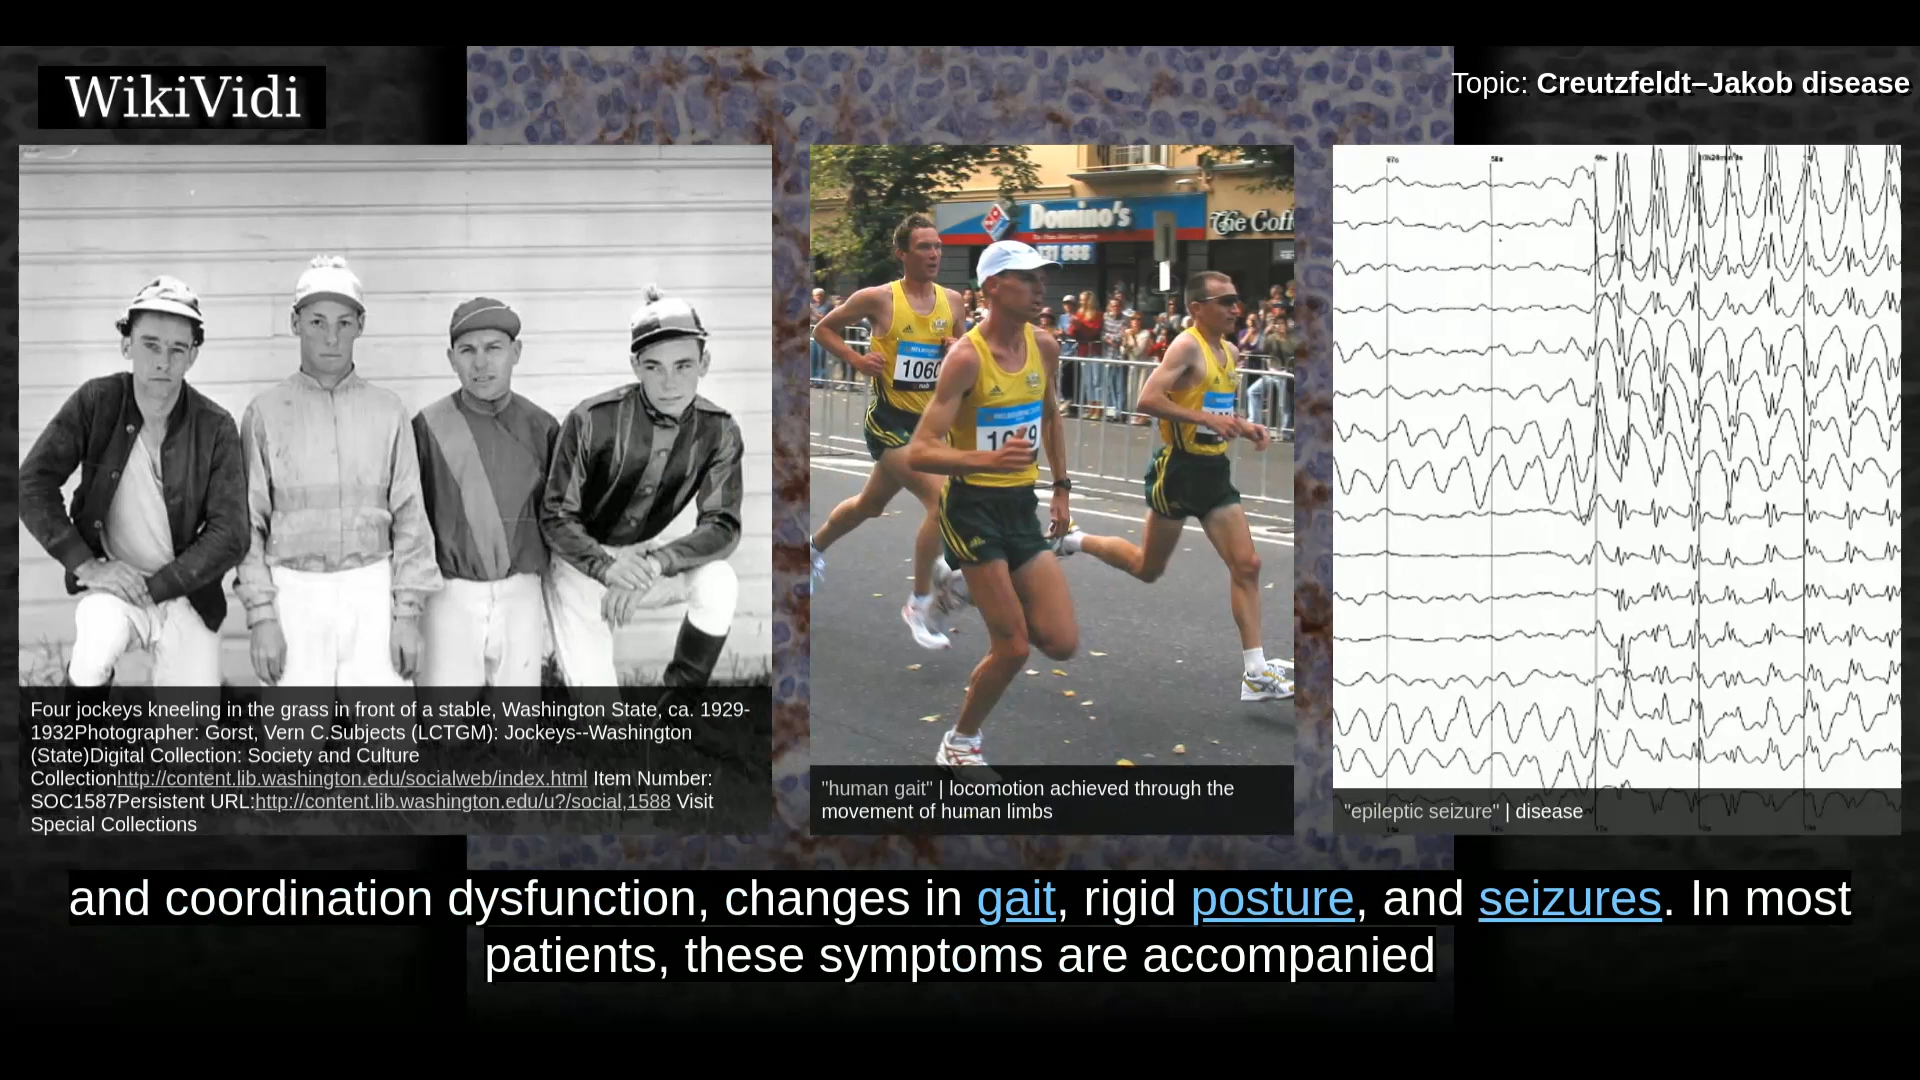 WikiVidi
Topic: Creutzfeldt–Jakob disease
Four jockeys kneeling in the grass in front of a stable, Washington State, ca. 1929-
1932Photographer: Gorst, Vern C.Subjects (LCTGM): Jockeys--Washington
(State)Digital Collection: Society and Culture
Collectionhttp://content.lib.washington.edu/socialweb/index.html Item Number:
SOC1587Persistent URL:http://content.lib.washington.edu/u?/social,1588 Visit
Special Collections
Domino's
The Coff
1060
"human gait" | locomotion achieved through the
movement of human limbs
"epileptic seizure" | disease
and coordination dysfunction, changes in gait, rigid posture, and seizures. In most
patients, these symptoms are accompanied